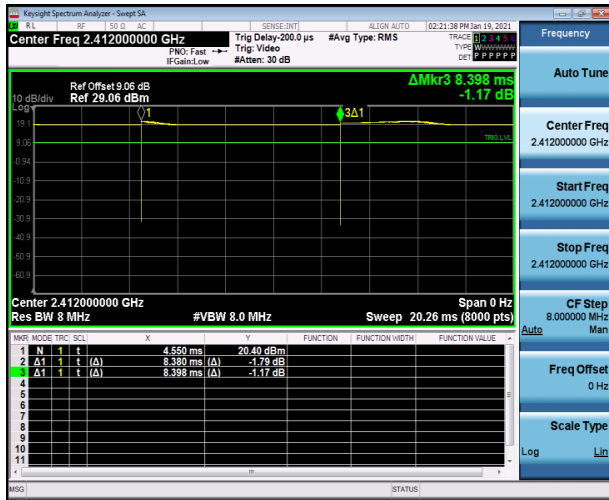 Keysight Spectrum Analyzer - Swept SA
RL RF 50 Ω AC SENSE:INT ALIGN AUTO 02:21:38 PM Jan 19, 2021
Center Freq 2.412000000 GHz
PNO: Fast
IFGain:Low
Trig Delay-200.0 µs
Trig: Video
#Atten: 30 dB
#Avg Type: RMS
TRACE 1 2 3 4 5 6
TYPE WWWWWW
DET P P P P P P
Frequency
Auto Tune
Center Freq
2.412000000 GHz
Start Freq
2.412000000 GHz
Stop Freq
2.412000000 GHz
CF Step
8.000000 MHz
Auto Man
Freq Offset
0 Hz
Scale Type
Log Lin
ΔMkr3 8.398 ms
-1.17 dB
Ref Offset 9.06 dB
10 dB/div Ref 29.06 dBm
Log
1
3Δ1
19.1
9.06
TRIG LVL
-0.94
-10.9
-20.9
-30.9
-40.9
-50.9
-60.9
Center 2.412000000 GHz Span 0 Hz
Res BW 8 MHz #VBW 8.0 MHz Sweep 20.26 ms (8000 pts)
MKR MODE TRC SCL X Y FUNCTION FUNCTION WIDTH FUNCTION VALUE
1 N 1 t 4.550 ms 20.40 dBm
2 Δ1 1 t (Δ) 8.380 ms (Δ) -1.79 dB
3 Δ1 1 t (Δ) 8.398 ms (Δ) -1.17 dB
4
5
6
7
8
9
10
11
MSG STATUS